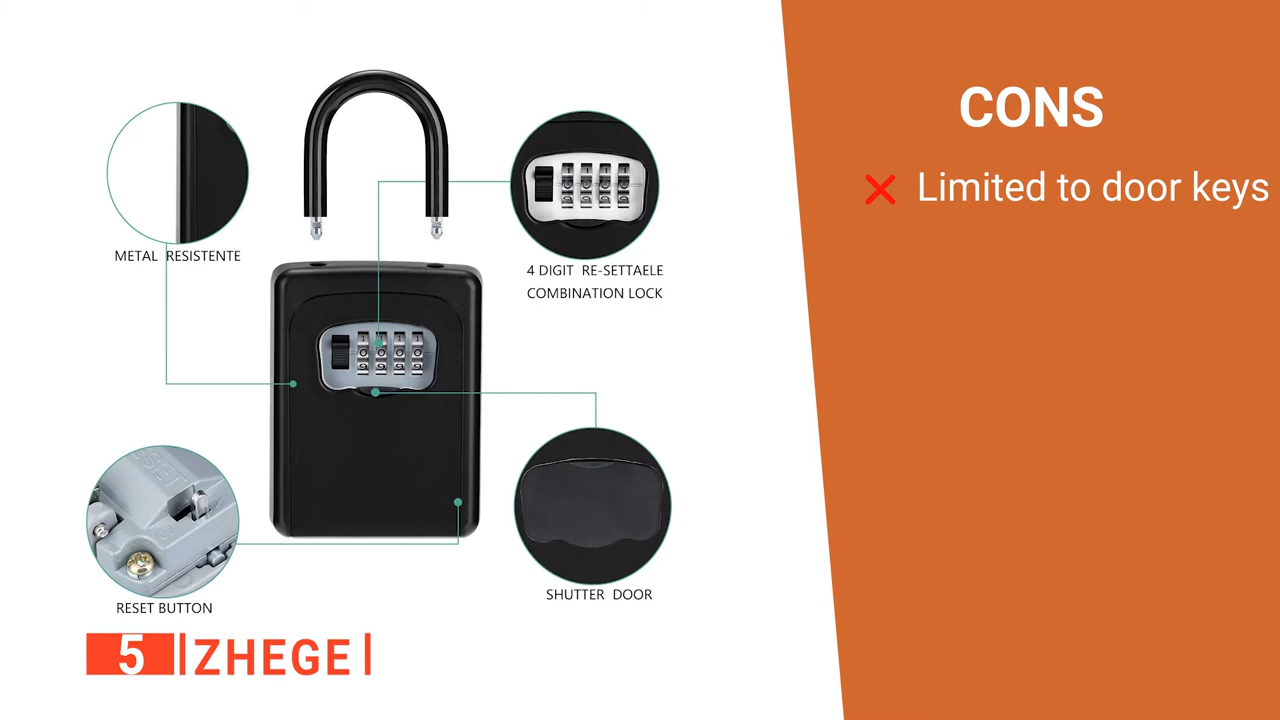 CONS
Limited to door keys
METAL RESISTENTE
4 DIGIT RE-SETTAELE
COMBINATION LOCK
RESET BUTTON
SHUTTER DOOR
5 ZHEGE